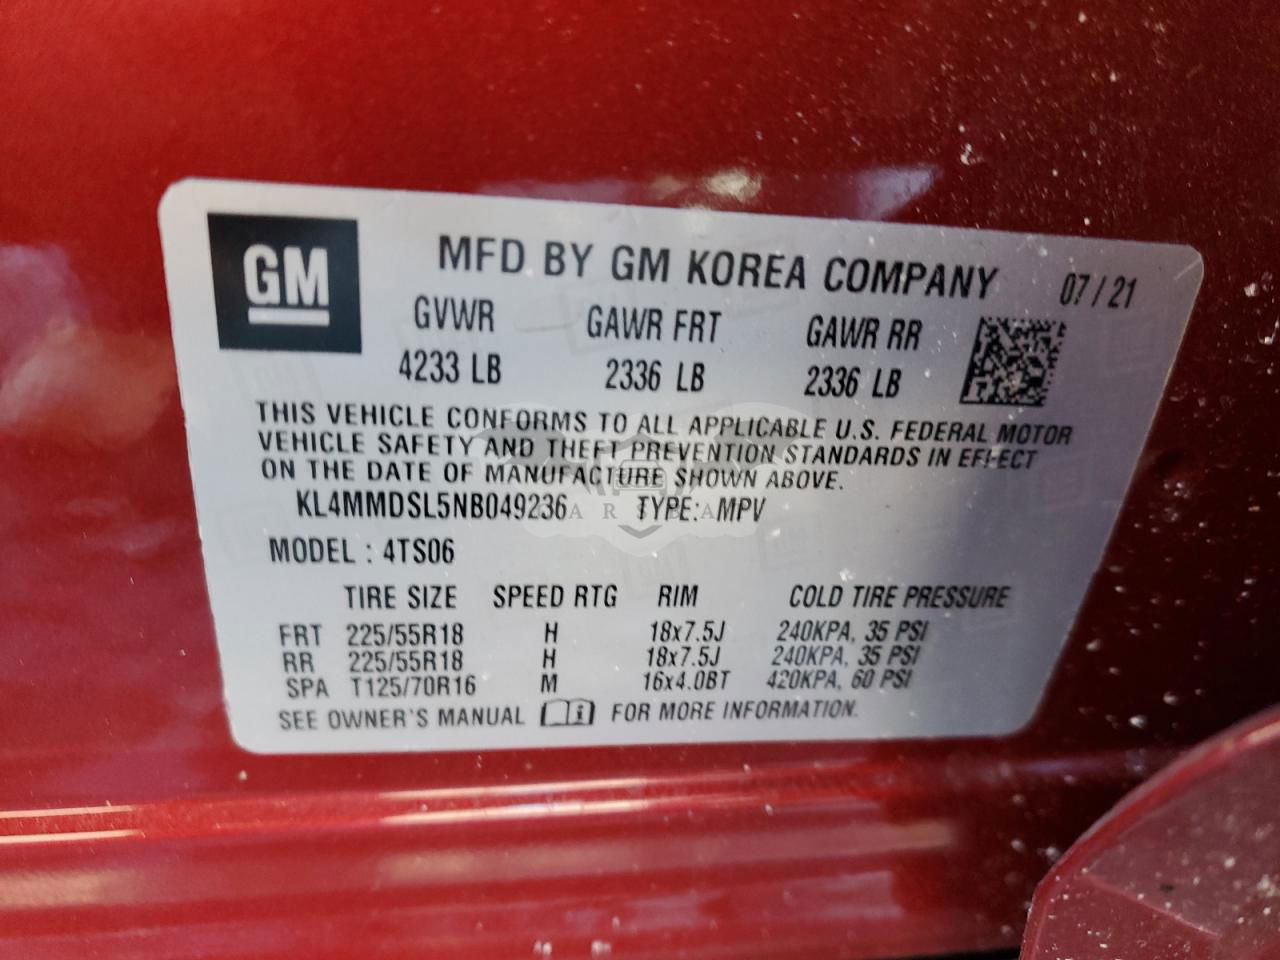 GM
MFD BY GM KOREA COMPANY 07/21
GVWR GAWR FRT GAWR RR
4233 LB 2336 LB 2336 LB
THIS VEHICLE CONFORMS TO ALL APPLICABLE U.S. FEDERAL MOTOR
VEHICLE SAFETY AND THEFT PREVENTION STANDARDS IN EFFECT
ON THE DATE OF MANUFACTURE SHOWN ABOVE.
KL4MMDSL5NB049236 TYPE: MPV
MODEL : 4TS06
TIRE SIZE SPEED RTG RIM COLD TIRE PRESSURE
FRT 225/55R18 H 18x7.5J 240KPA, 35 PSI
RR 225/55R18 H 18x7.5J 240KPA, 35 PSI
SPA T125/70R16 M 16x4.0BT 420KPA, 60 PSI
SEE OWNER'S MANUAL i FOR MORE INFORMATION.